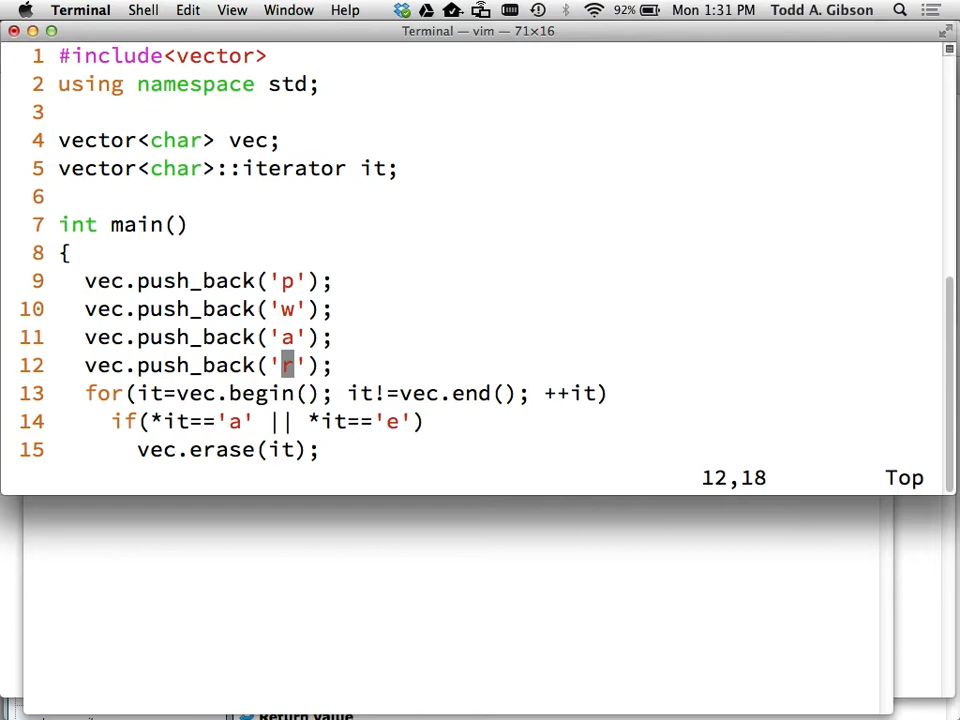 Terminal Shell Edit View Window Help 92% Mon 1:31 PM Todd A. Gibson
Terminal — vim — 71×16
1 #include<vector>
2 using namespace std;
3
4 vector<char> vec;
5 vector<char>::iterator it;
6
7 int main()
8 {
9 vec.push_back('p');
10 vec.push_back('w');
11 vec.push_back('a');
12 vec.push_back('r');
13 for(it=vec.begin(); it!=vec.end(); ++it)
14 if(*it=='a' || *it=='e')
15 vec.erase(it);
12,18 Top
Return Value